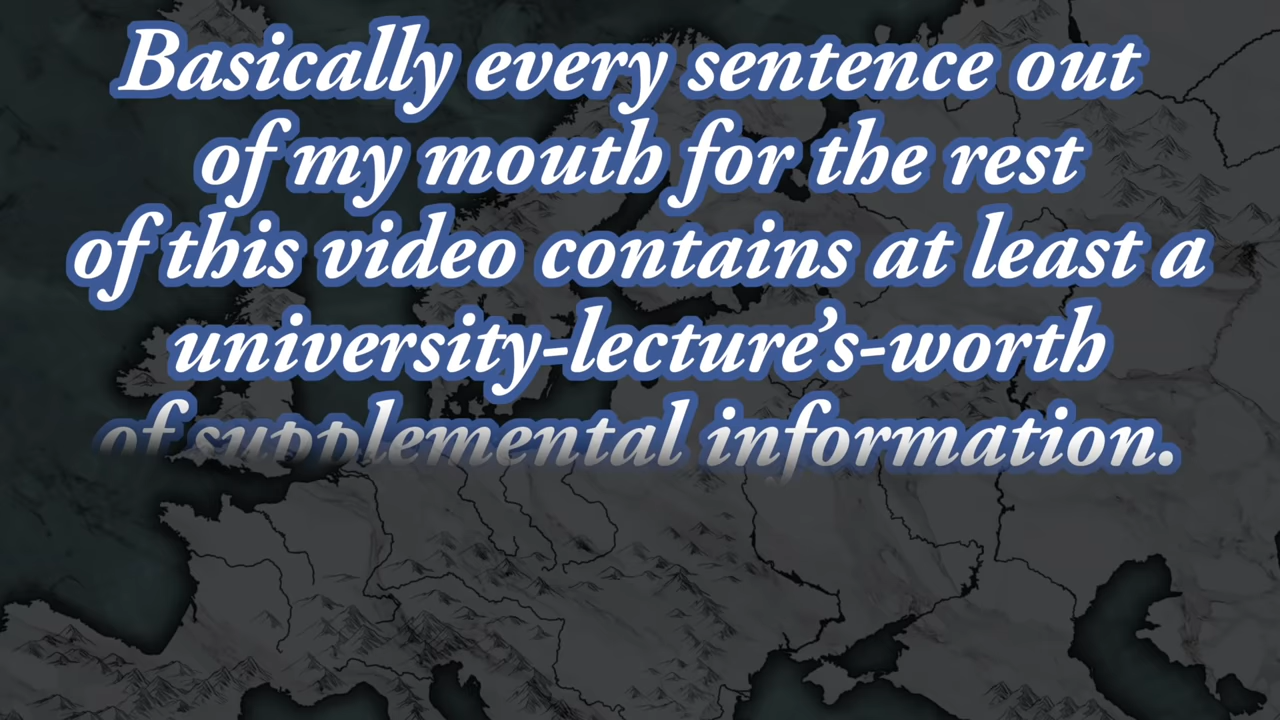 Basically every sentence out
of my mouth for the rest
of this video contains at least a
university-lecture’s-worth
of supplemental information.